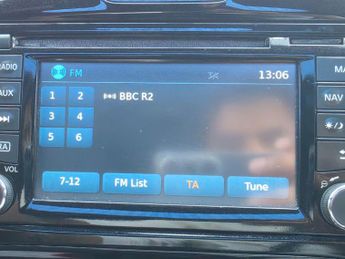 RADIO
FM
13:06
MA
1 2
BBC R2
AUX
NAV
3 4
5 6
VOL
7-12
FM List
TA
Tune